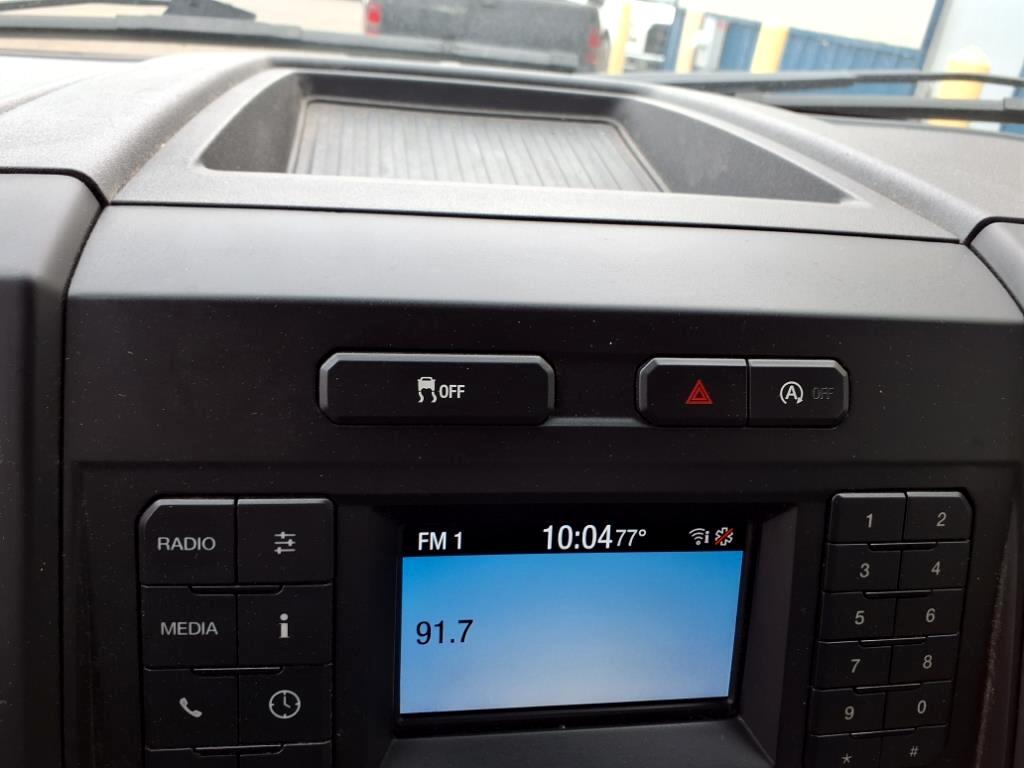 OFF
A OFF
RADIO
MEDIA
i
FM 1 10:04 77° i
91.7
1 2
3 4
5 6
7 8
9 0
* #